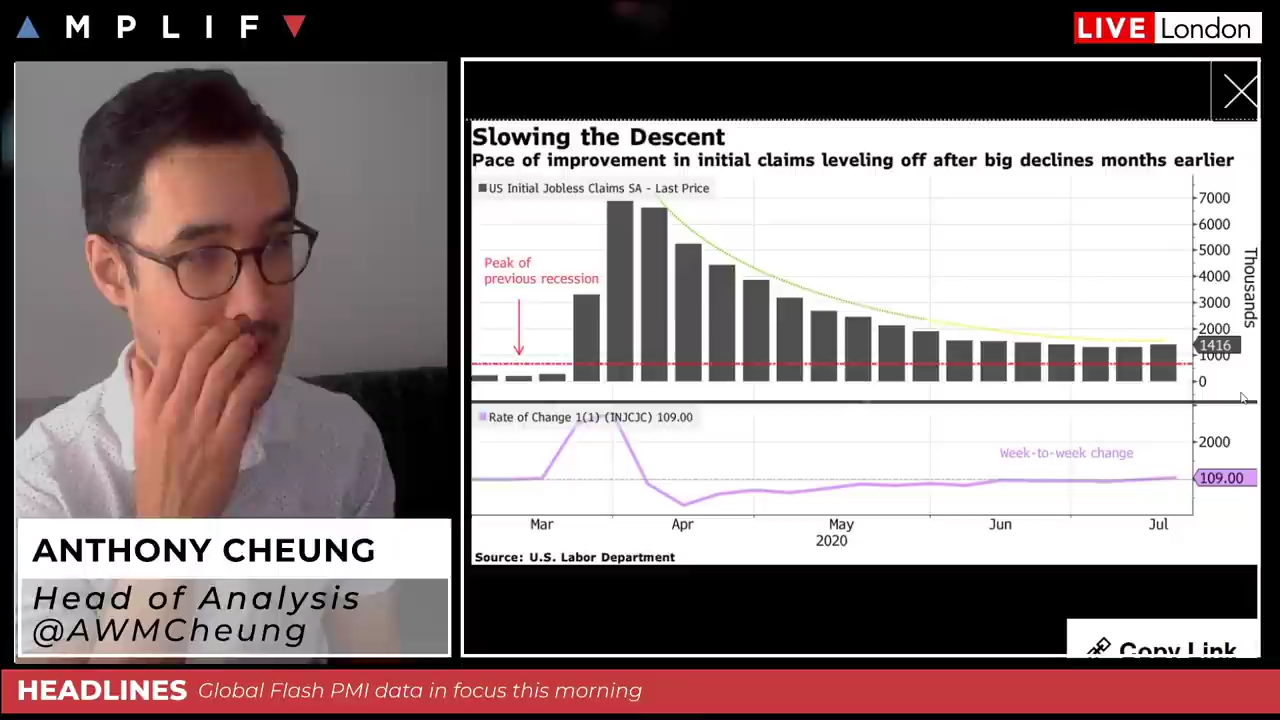 MPLIF
LIVE London
Slowing the Descent
Pace of improvement in initial claims leveling off after big declines months earlier
US Initial Jobless Claims SA - Last Price
Peak of
previous recession
7000
6000
5000
4000
3000
2000
1416
1000
0
Thousands
Rate of Change 1(1) (INJCJC) 109.00
Week-to-week change
2000
109.00
Mar Apr May Jun Jul
2020
Source: U.S. Labor Department
Copy Link
ANTHONY CHEUNG
Head of Analysis
@AWMCheung
HEADLINES Global Flash PMI data in focus this morning